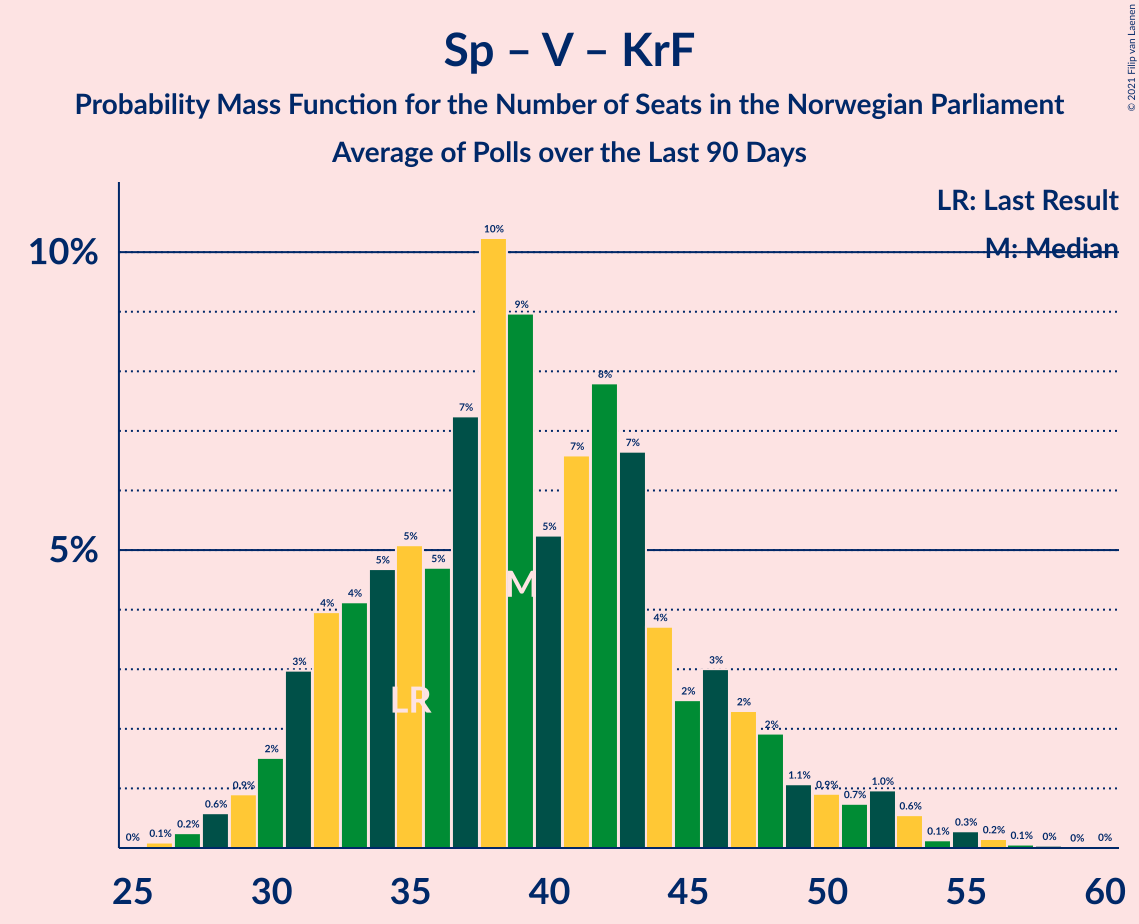 Sp – V – KrF
Probability Mass Function for the Number of Seats in the Norwegian Parliament
Average of Polls over the Last 90 Days
© 2021 Filip van Laenen
LR: Last Result
M: Median
10%
5%
0% 0.1% 0.2% 0.6% 0.9% 2% 3% 4% 4% 5% 5% 5% 7% 10% 9% 5% 7% 8% 7% 4% 2% 3% 2% 2% 1.1% 0.9% 0.7% 1.0% 0.6% 0.1% 0.3% 0.2% 0.1% 0% 0% 0%
M
LR
25 30 35 40 45 50 55 60